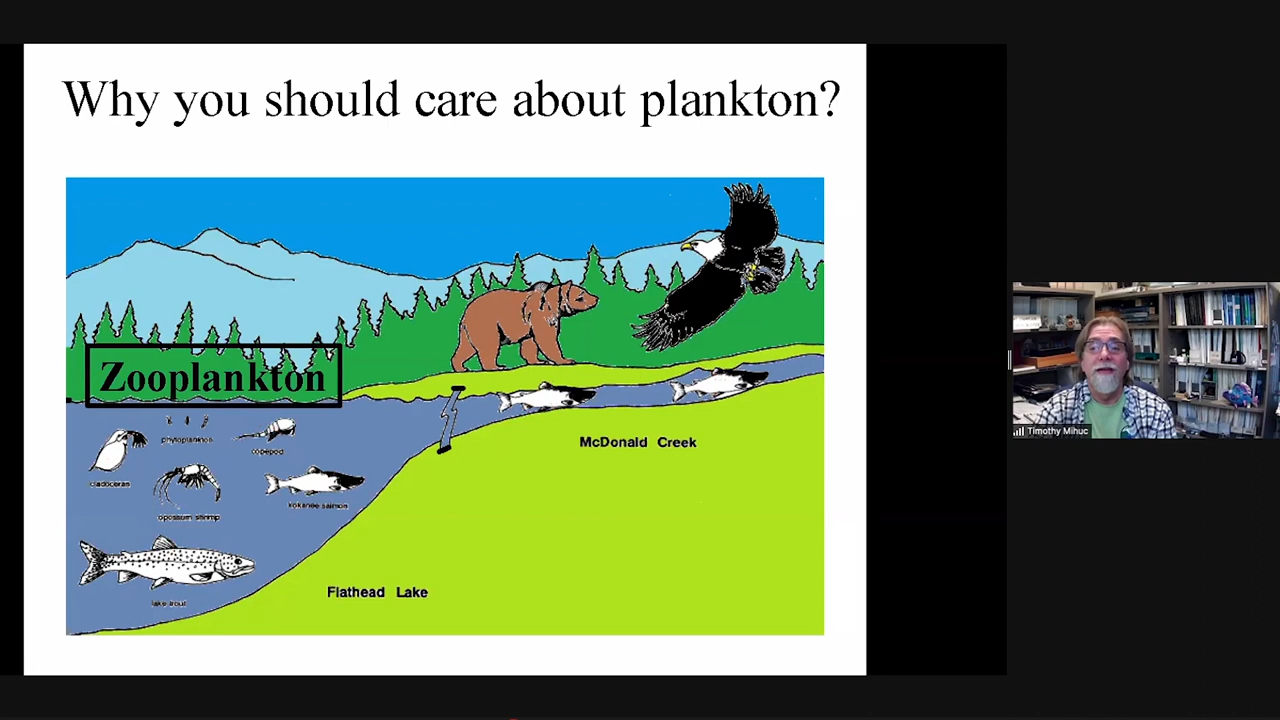 Why you should care about plankton?
Zooplankton
phytoplankton
copepod
cladoceran
opossum shrimp
kokanee salmon
lake trout
McDonald Creek
Flathead Lake
Timothy Mihuc